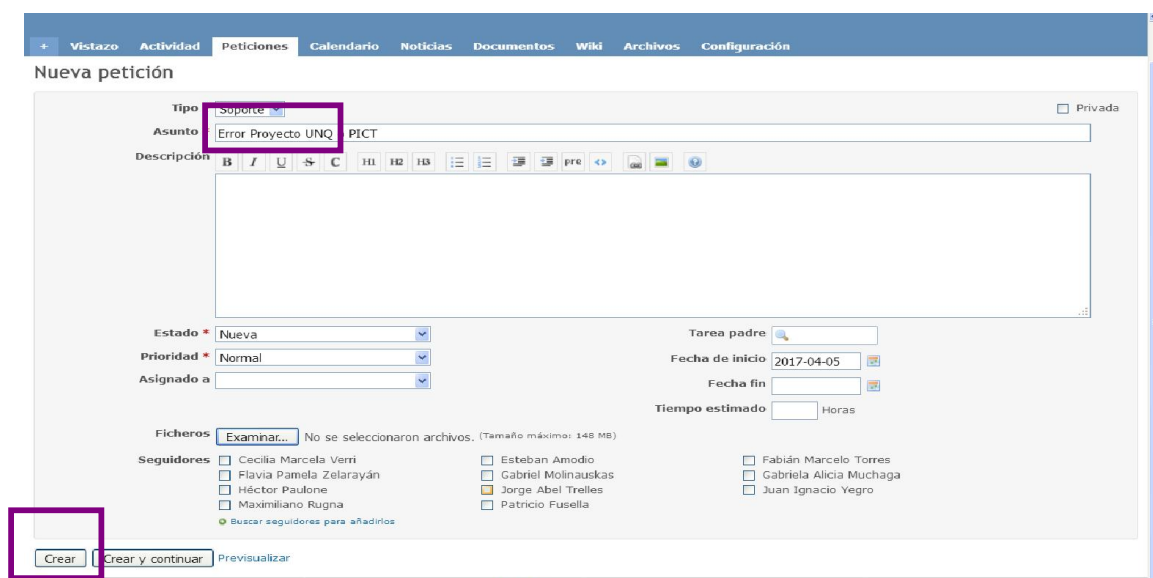 + Vistazo Actividad Peticiones Calendario Noticias Documentos Wiki Archivos Configuración
Nueva petición
Tipo Soporte Privada
Asunto * Error Proyecto UNQ o PICT
Descripción B I U S C H1 H2 H3 pre <>
Estado * Nueva Tarea padre
Prioridad * Normal Fecha de inicio 2017-04-05
Asignado a Fecha fin
Tiempo estimado Horas
Ficheros Examinar... No se seleccionaron archivos. (Tamaño máximo: 148 MB)
Seguidores Cecilia Marcela Verri Esteban Amodio Fabián Marcelo Torres
Flavia Pamela Zelarayán Gabriel Molinauskas Gabriela Alicia Muchaga
Héctor Paulone Jorge Abel Trelles Juan Ignacio Yegro
Maximiliano Rugna Patricio Fusella
Buscar seguidores para añadirlos
Crear Crear y continuar Previsualizar